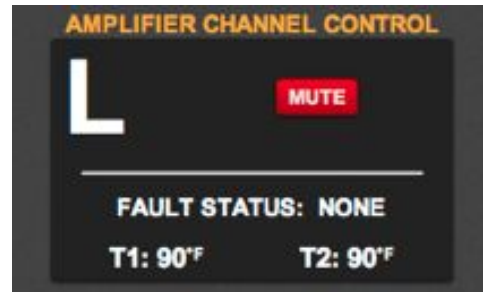 AMPLIFIER CHANNEL CONTROL
L MUTE
FAULT STATUS: NONE
T1: 90°F T2: 90°F